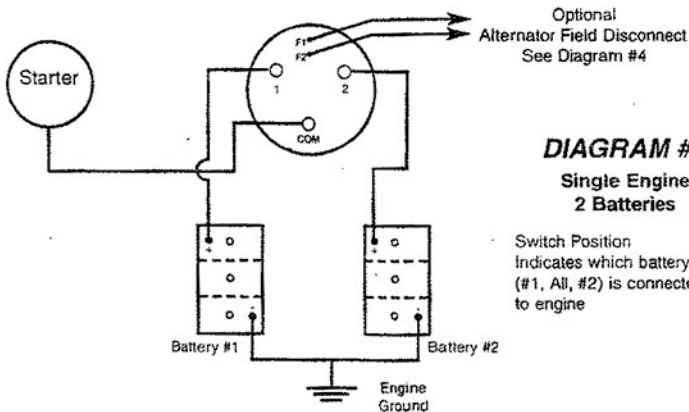 Optional
Alternator Field Disconnect
See Diagram #4
F1
F2
Starter
1
2
COM
DIAGRAM #
Single Engine
2 Batteries
Switch Position
Indicates which battery
(#1, All, #2) is connecte
to engine
+
+
-
-
Battery #1
Battery #2
Engine
Ground